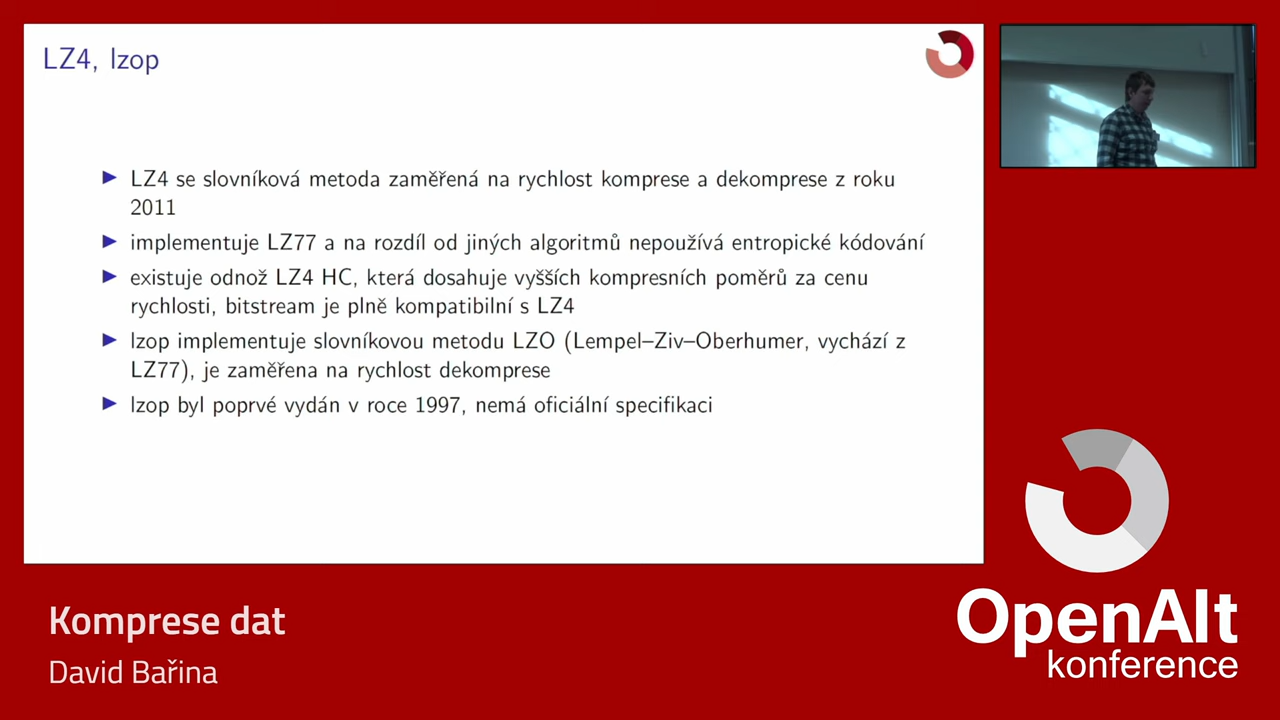 LZ4, lzop
LZ4 se slovníková metoda zaměřená na rychlost komprese a dekomprese z roku
2011
implementuje LZ77 a na rozdíl od jiných algoritmů nepoužívá entropické kódování
existuje odnož LZ4 HC, která dosahuje vyšších kompresních poměrů za cenu
rychlosti, bitstream je plně kompatibilní s LZ4
lzop implementuje slovníkovou metodu LZO (Lempel–Ziv–Oberhumer, vychází z
LZ77), je zaměřena na rychlost dekomprese
lzop byl poprvé vydán v roce 1997, nemá oficiální specifikaci
Komprese dat
David Bařina
OpenAlt
konference